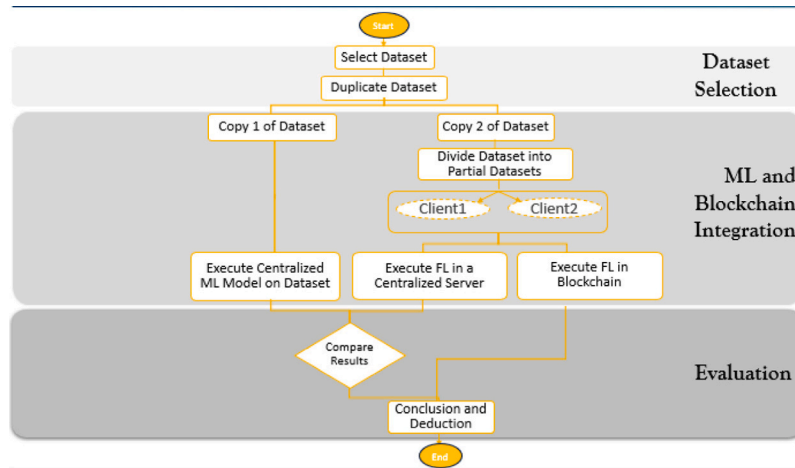 Start
Select Dataset
Duplicate Dataset
Dataset
Selection
Copy 1 of Dataset
Copy 2 of Dataset
Divide Dataset into
Partial Datasets
Client1
Client2
ML and
Blockchain
Integration
Execute Centralized
ML Model on Dataset
Execute FL in a
Centralized Server
Execute FL in
Blockchain
Compare
Results
Evaluation
Conclusion and
Deduction
End